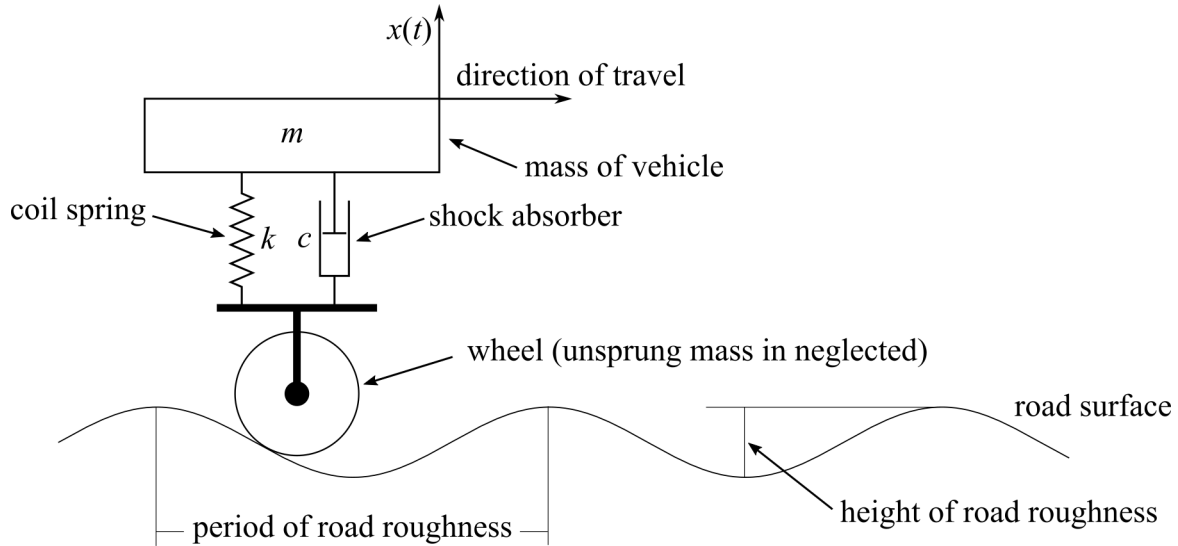 x(t)
direction of travel
m
mass of vehicle
coil spring
shock absorber
k
c
wheel (unsprung mass in neglected)
road surface
height of road roughness
period of road roughness